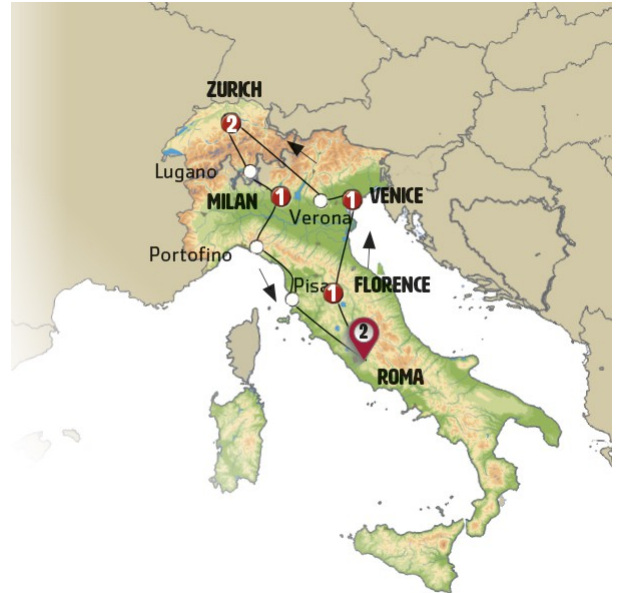 ZURICH
2
Lugano
MILAN
1
Verona
1
VENICE
Portofino
Pisa
1
FLORENCE
2
ROMA